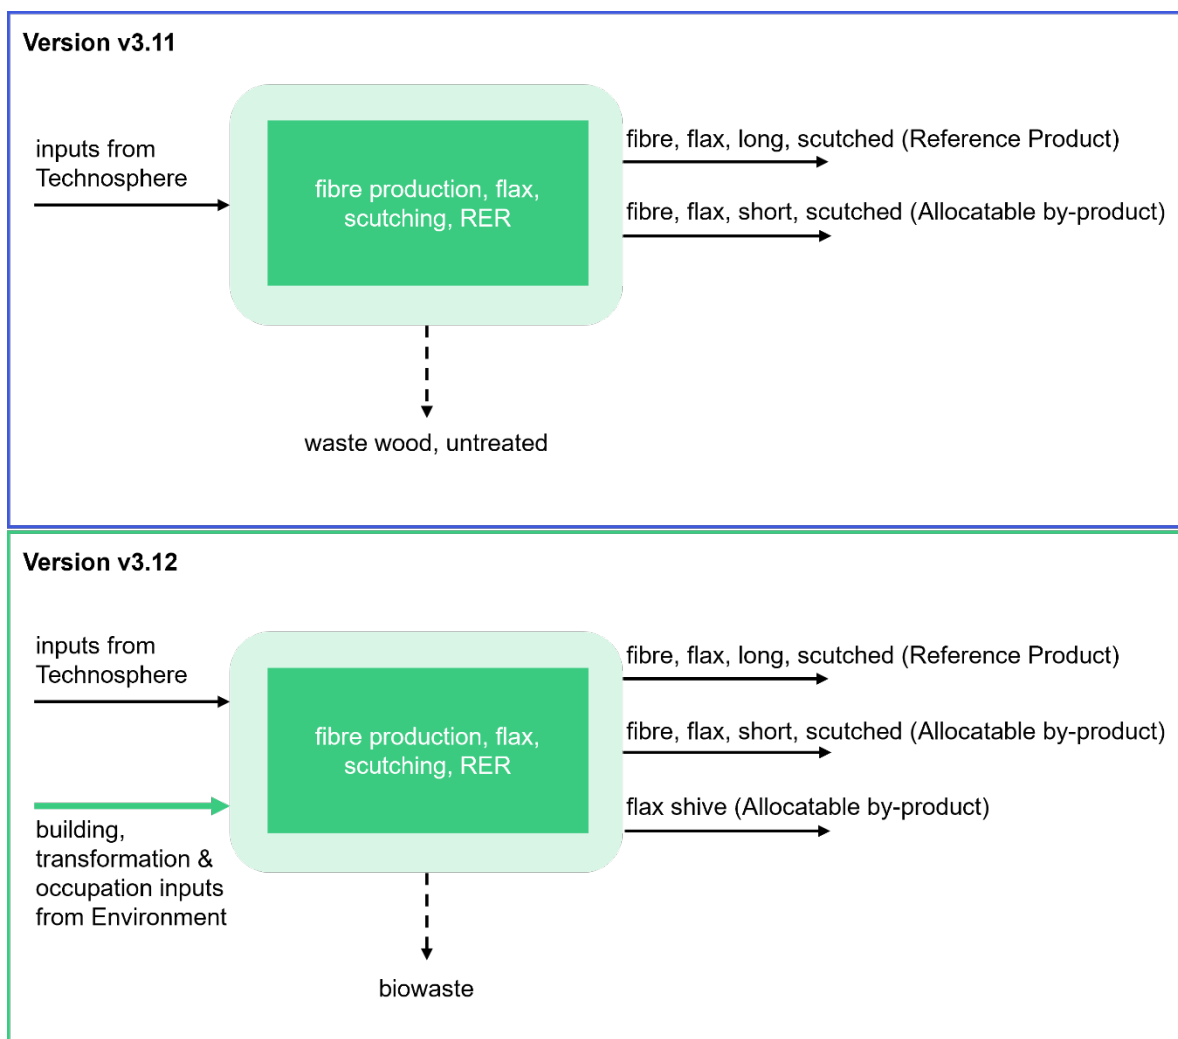 Version v3.11
inputs from
Technosphere
fibre production, flax,
scutching, RER
fibre, flax, long, scutched (Reference Product)
fibre, flax, short, scutched (Allocatable by-product)
waste wood, untreated
Version v3.12
inputs from
Technosphere
building,
transformation &
occupation inputs
from Environment
fibre production, flax,
scutching, RER
fibre, flax, long, scutched (Reference Product)
fibre, flax, short, scutched (Allocatable by-product)
flax shive (Allocatable by-product)
biowaste